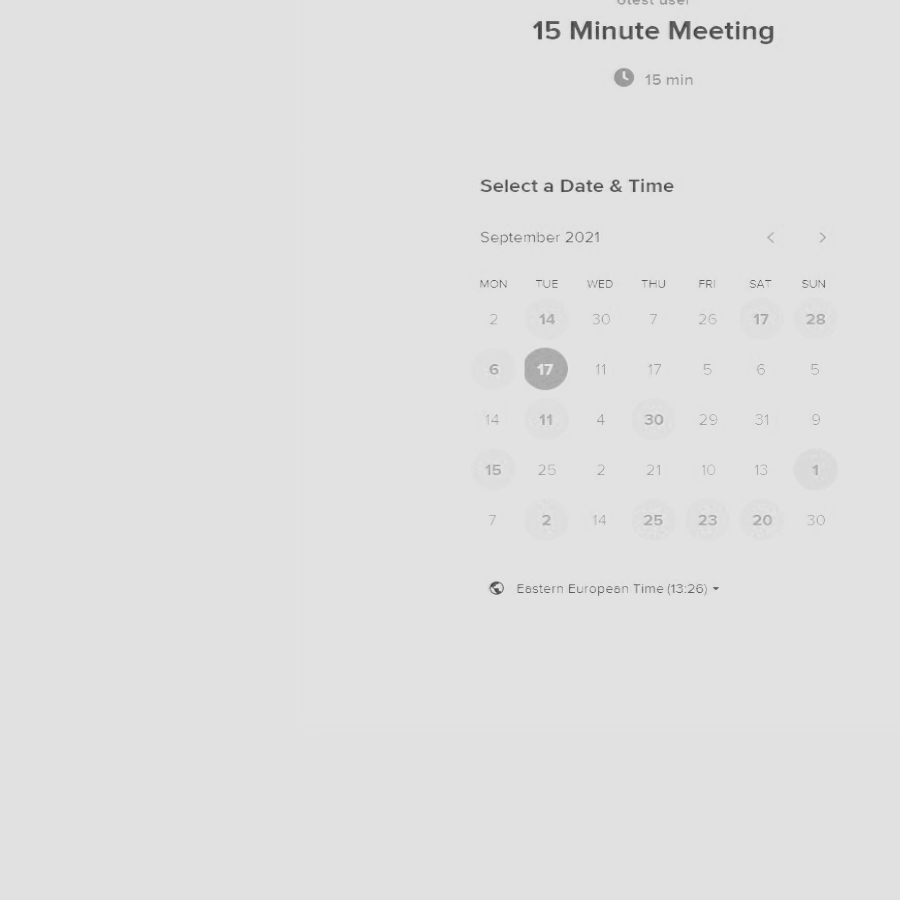 15 Minute Meeting
15 min
Select a Date & Time
September 2021
MON TUE WED THU FRI SAT SUN
2 14 30 7 26 17 28
6 17 11 17 5 6 5
14 11 4 30 29 31 9
15 25 2 21 10 13 1
7 2 14 25 23 20 30
Eastern European Time (13:26)